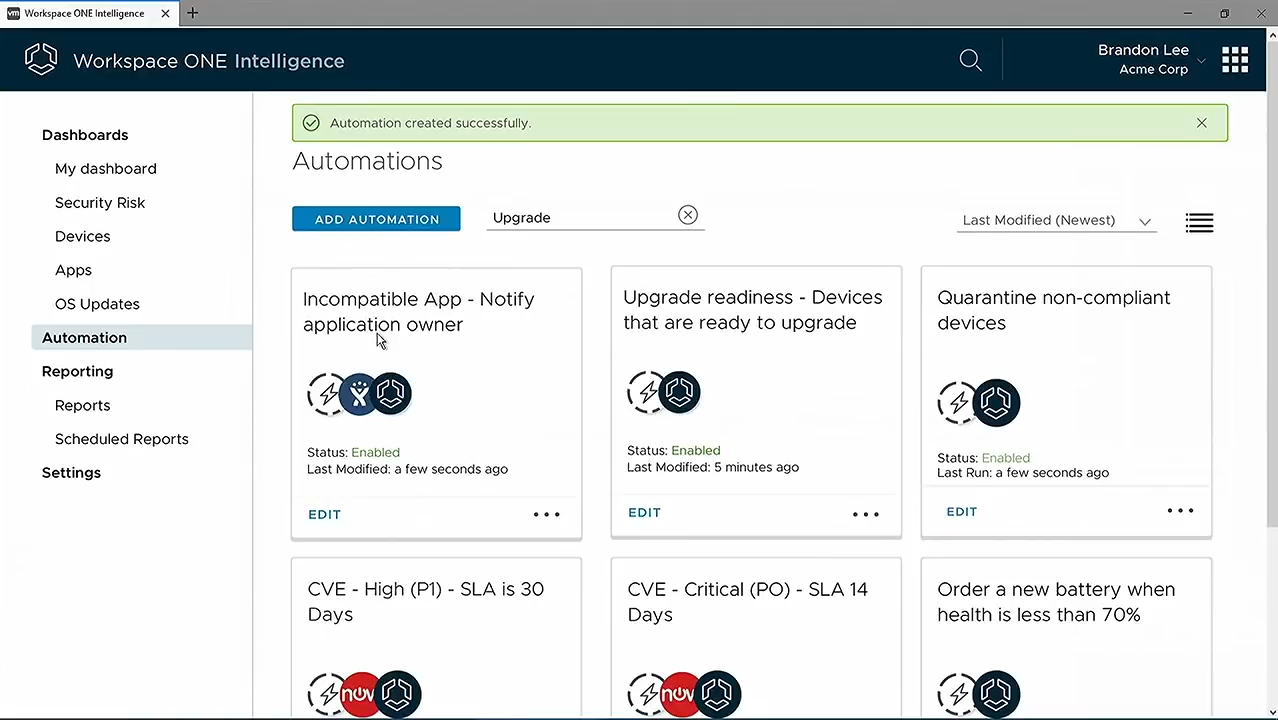 vm Workspace ONE Intelligence
Workspace ONE Intelligence
Brandon Lee
Acme Corp
Dashboards
My dashboard
Security Risk
Devices
Apps
OS Updates
Automation
Reporting
Reports
Scheduled Reports
Settings
Automation created successfully.
Automations
ADD AUTOMATION
Upgrade
Last Modified (Newest)
Incompatible App - Notify
application owner
Status: Enabled
Last Modified: a few seconds ago
EDIT
Upgrade readiness - Devices
that are ready to upgrade
Status: Enabled
Last Modified: 5 minutes ago
EDIT
Quarantine non-compliant
devices
Status: Enabled
Last Run: a few seconds ago
EDIT
CVE - High (P1) - SLA is 30
Days
now
CVE - Critical (PO) - SLA 14
Days
now
Order a new battery when
health is less than 70%